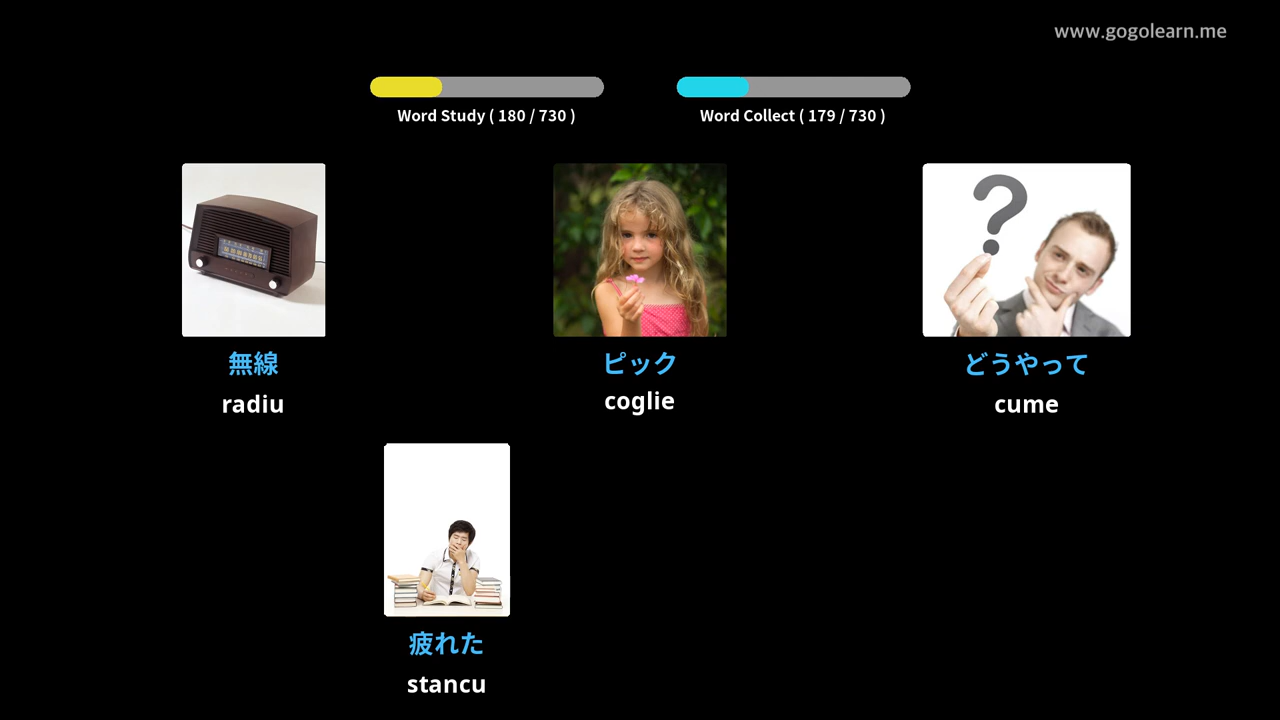 www.gogolearn.me
Word Study ( 180 / 730 )
Word Collect ( 179 / 730 )
無線
radiu
ピック
coglie
どうやって
cume
疲れた
stancu